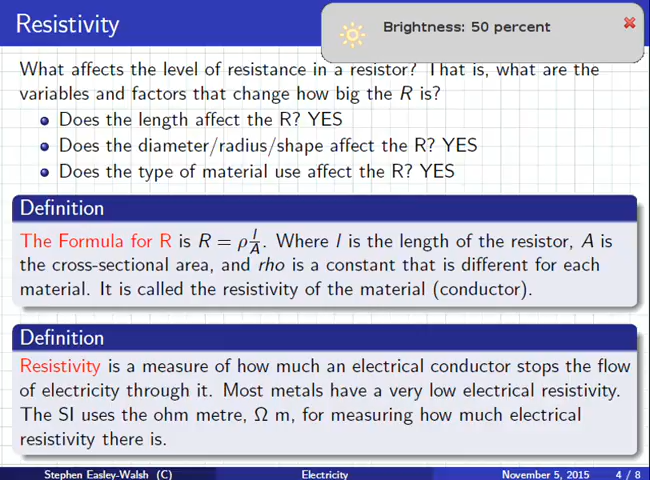 Resistivity
Brightness: 50 percent
What affects the level of resistance in a resistor? That is, what are the
variables and factors that change how big the R is?
Does the length affect the R? YES
Does the diameter/radius/shape affect the R? YES
Does the type of material use affect the R? YES
Definition
The Formula for R is R = ρ l/A. Where l is the length of the resistor, A is
the cross-sectional area, and rho is a constant that is different for each
material. It is called the resistivity of the material (conductor).
Definition
Resistivity is a measure of how much an electrical conductor stops the flow
of electricity through it. Most metals have a very low electrical resistivity.
The SI uses the ohm metre, Ω m, for measuring how much electrical
resistivity there is.
Stephen Easley-Walsh (C) Electricity November 5, 2015 4 / 8